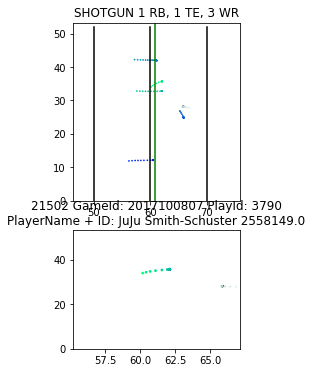 SHOTGUN 1 RB, 1 TE, 3 WR
50
40
30
20
10
0
50 60 70
21502 GameId: 2017100807 PlayId: 3790
PlayerName + ID: JuJu Smith-Schuster 2558149.0
40
20
0
57.5 60.0 62.5 65.0